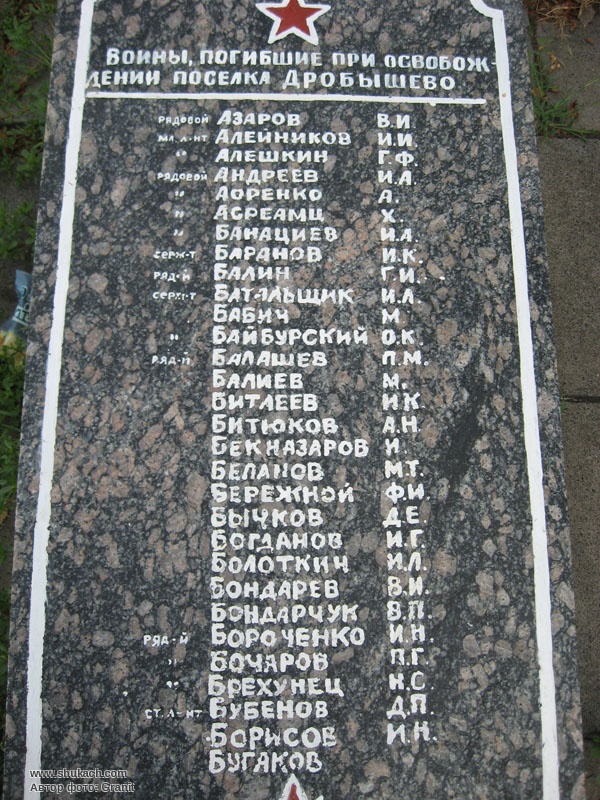 Воины, погибшие при освобож-
дении поселка Дробышево
рядовой Азаров В.И
мл.л-нт Алейников И.И.
" Алешкин Г.Ф.
рядовой Андреев И.А.
" Аоренко А.
" Асреамц Х.
" Банациев И.А.
серж-т Баранов И.К.
ряд-й Балин Г.И.
серж-т Батальщик И.Л.
Бабич М.
" Байбурский О.К.
ряд-й Балашев П.М.
Балиев М.
Битлеев И.К.
Битюков А.Н.
Бекназаров И.
Беланов М.Т.
Бережной Ф.И.
Бычков Д.Е.
Богданов И.Г.
Болоткич И.Л.
Бондарев В.И.
Бондарчук В.П.
ряд-й Бороченко И.Н.
" Бочаров П.Г.
" Брехунец Н.С
ст.л-нт Бубенов Д.П.
Борисов И.Н.
Бугаков
www.shukach.com
Автор фото: Granit